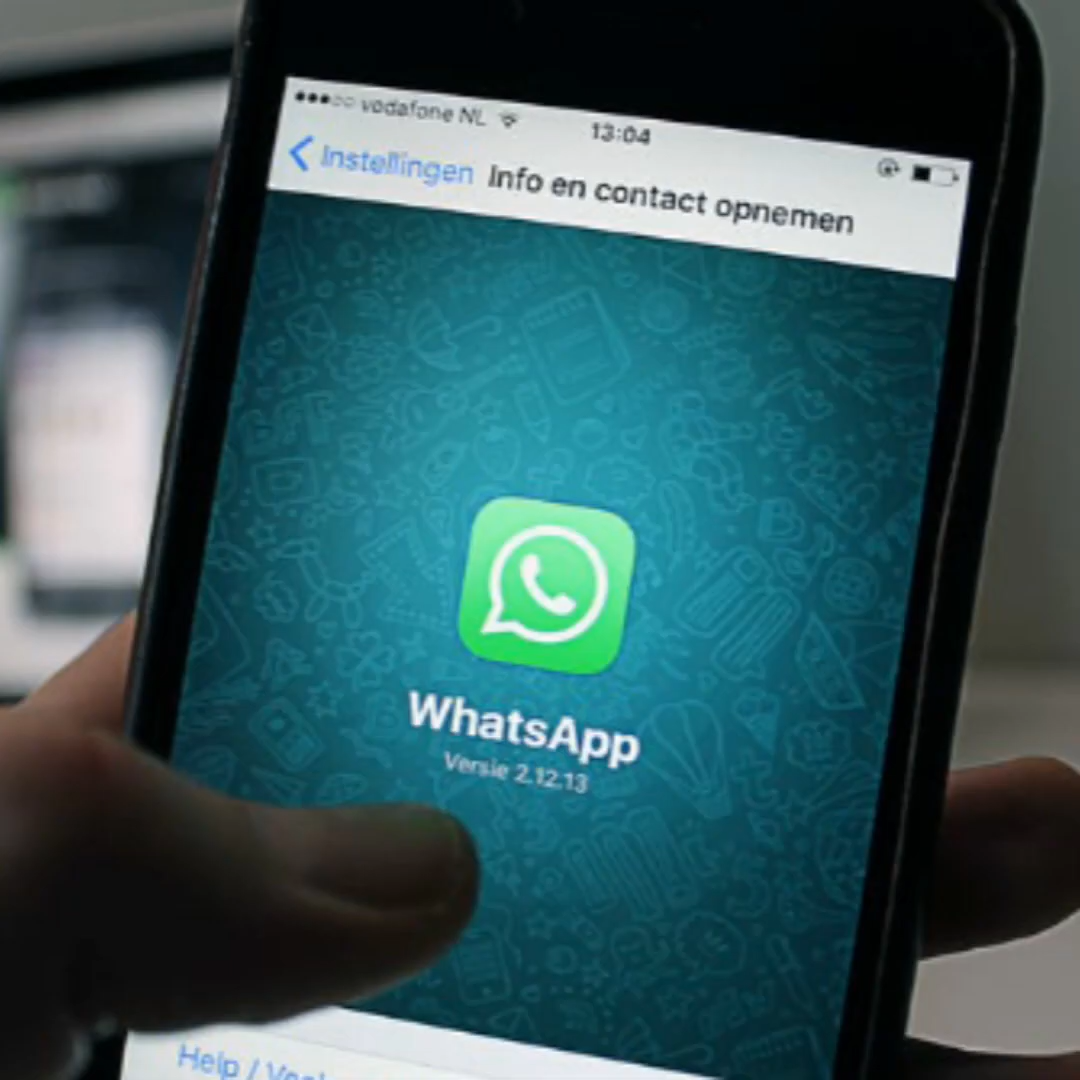 vodafone NL 13:04
Instellingen Info en contact opnemen
WhatsApp
Versie 2.12.13
Help /